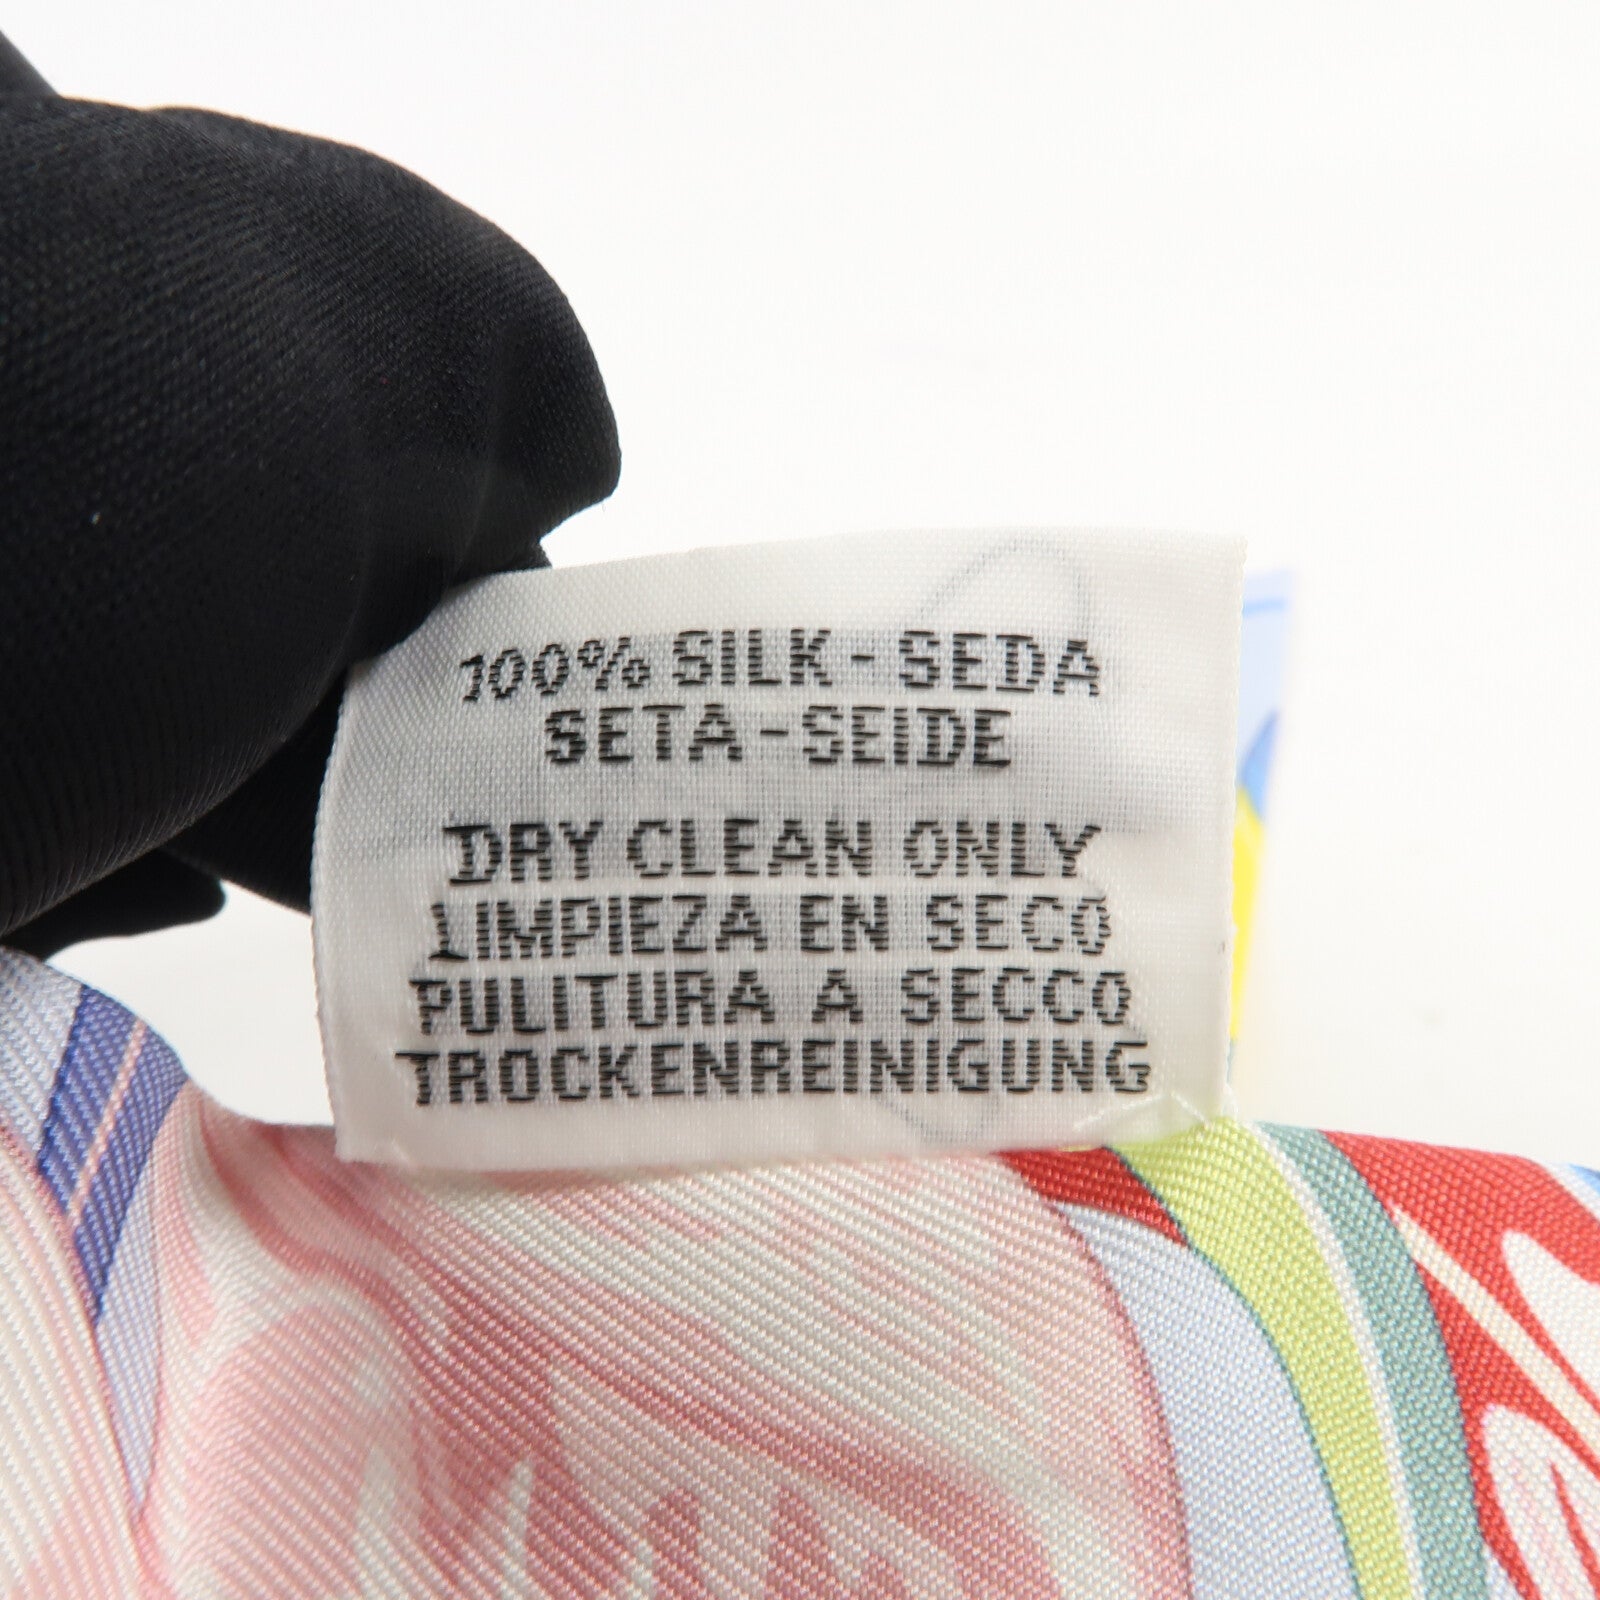 100% SILK - SEDA
SETA - SEIDE
DRY CLEAN ONLY
LIMPIEZA EN SECO
PULITURA A SECCO
TROCKENREINIGUNG